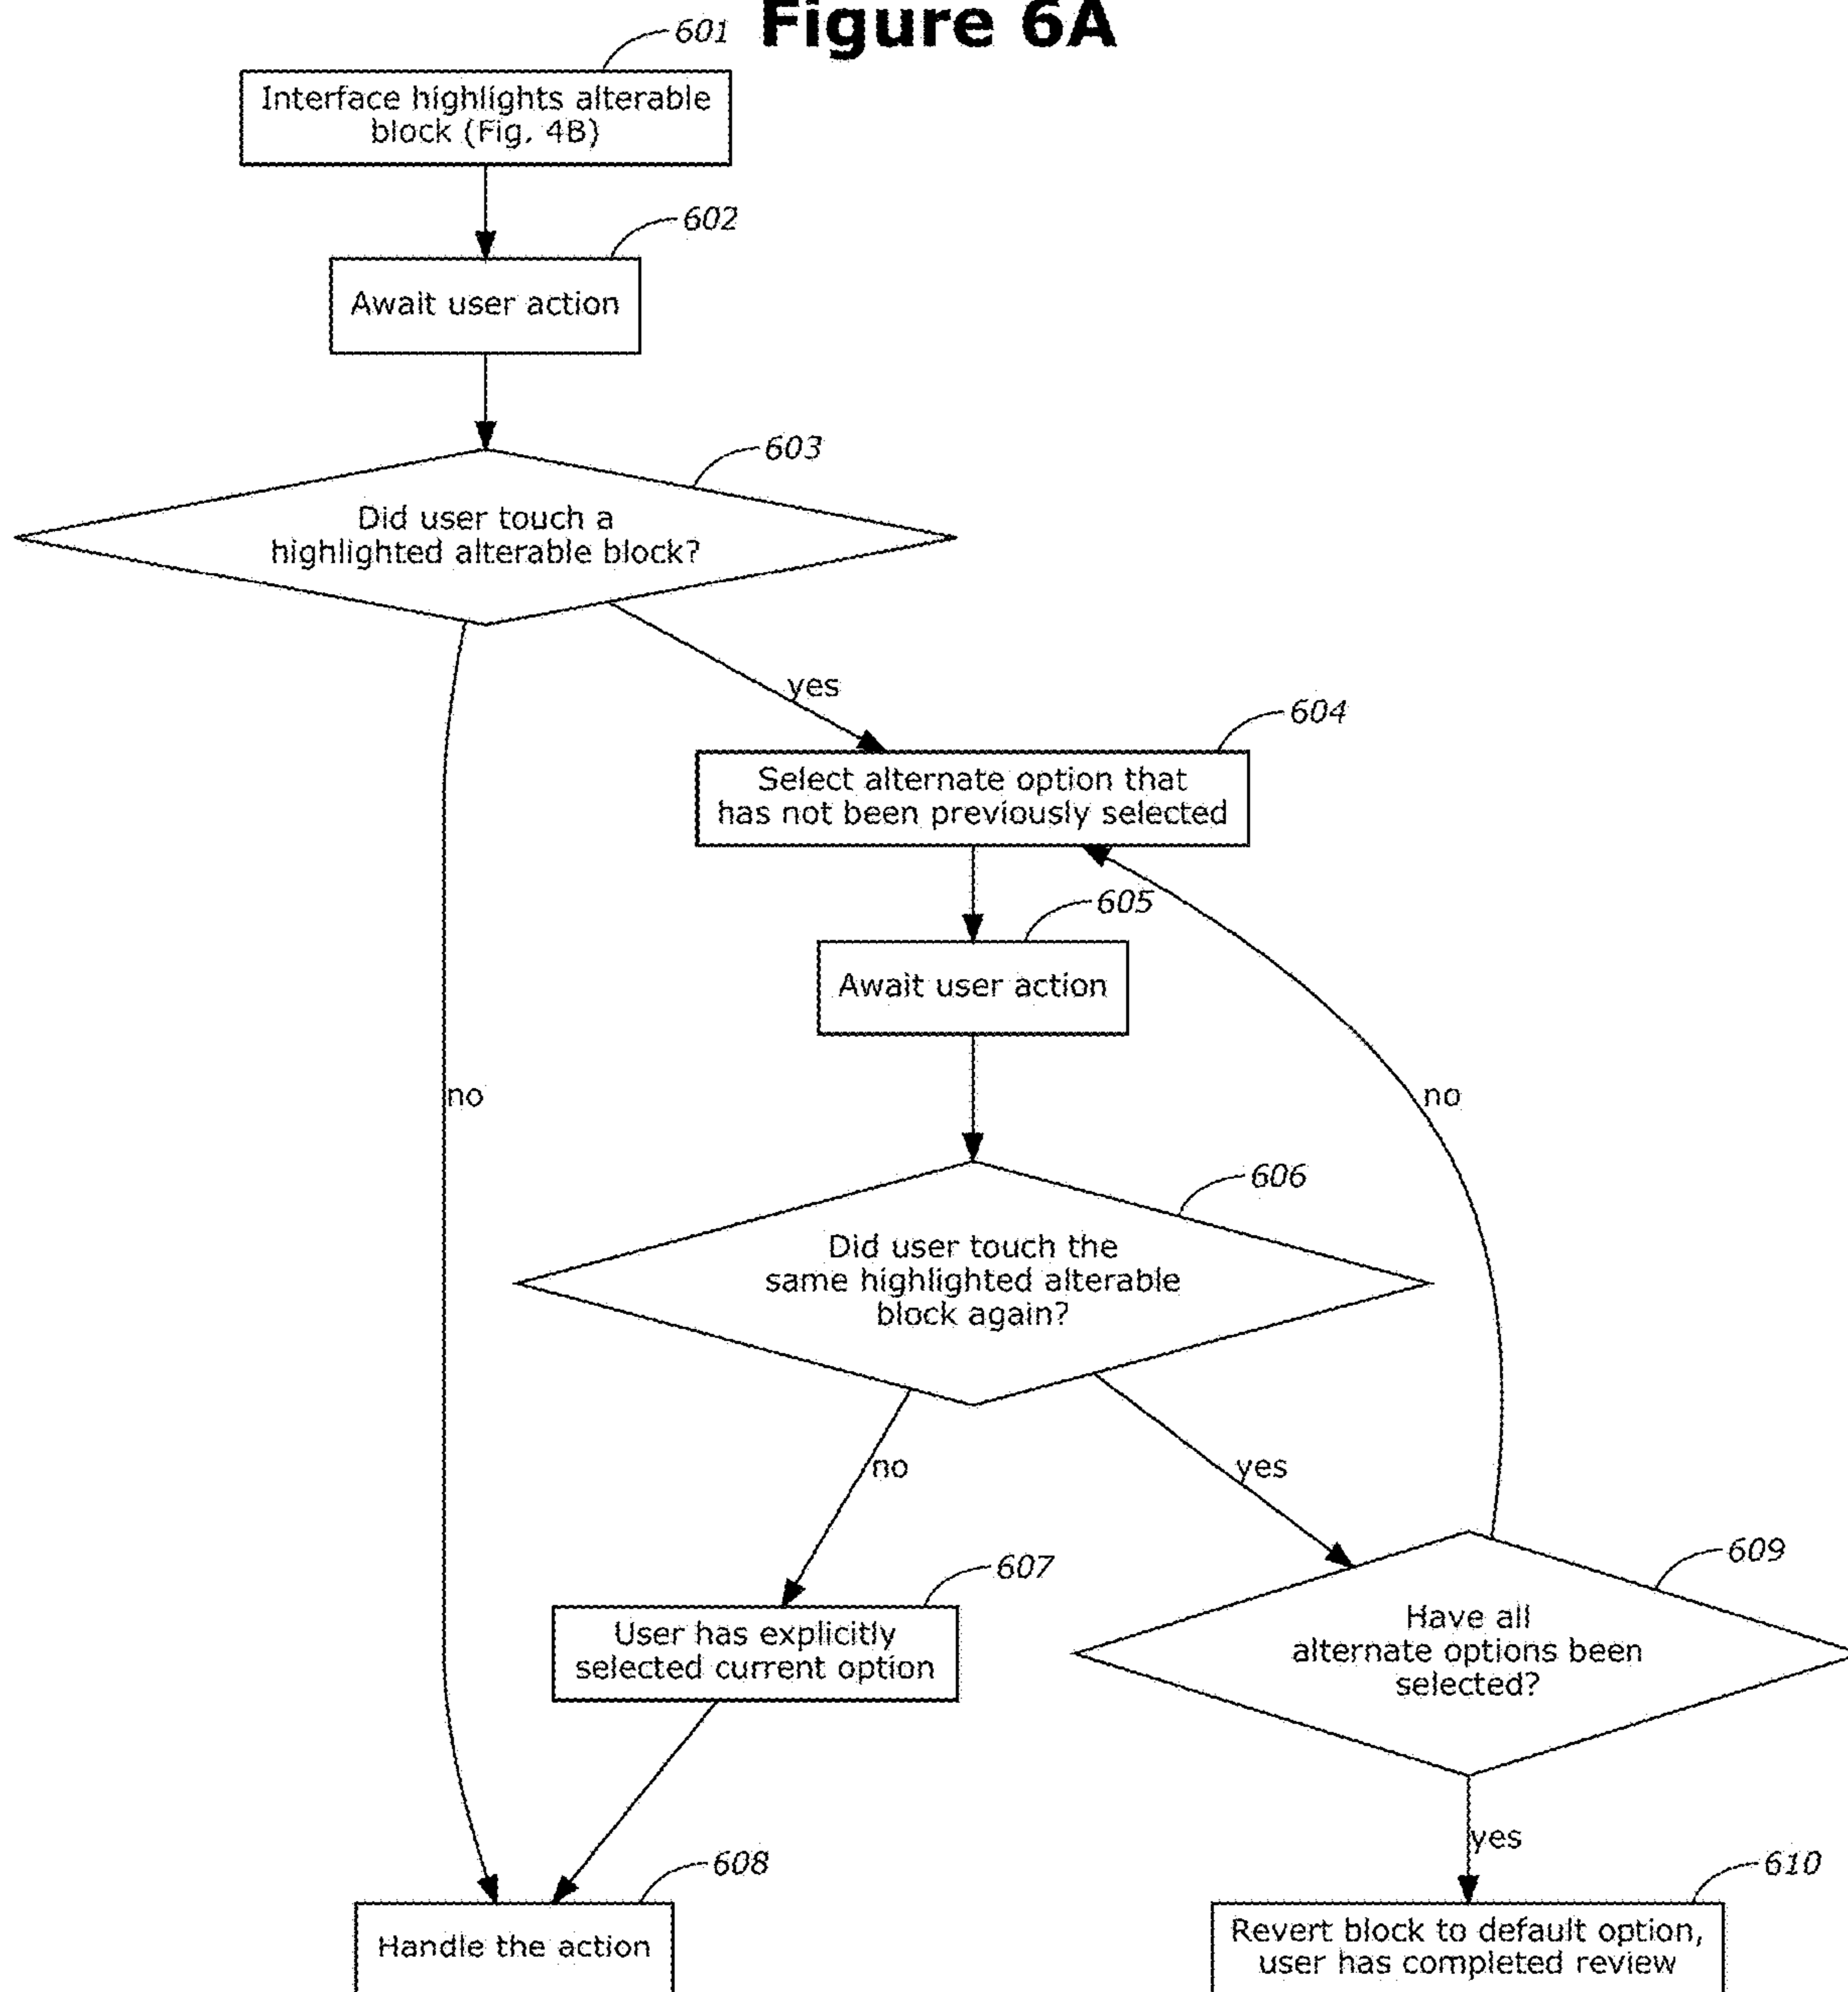 Figure 6A
601
Interface highlights alterable
block (Fig. 4B)
602
Await user action
603
Did user touch a
highlighted alterable block?
yes
604
Select alternate option that
has not been previously selected
605
Await user action
no
no
606
Did user touch the
same highlighted alterable
block again?
no
yes
607
User has explicitly
selected current option
609
Have all
alternate options been
selected?
yes
608
Handle the action
610
Revert block to default option,
user has completed review